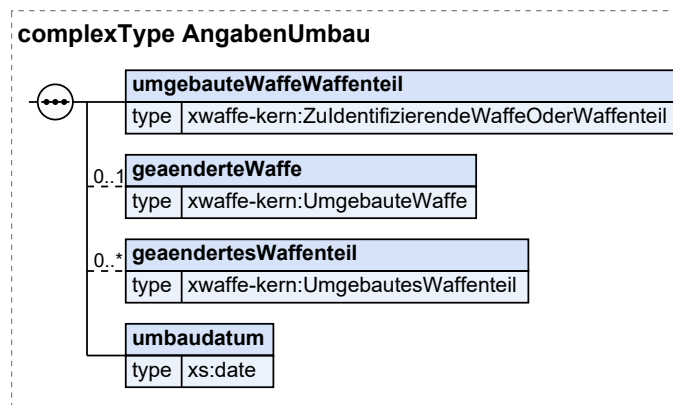 complexType AngabenUmbau
umgebauteWaffeWaffenteil
type xwaffe-kern:ZuIdentifizierendeWaffeOderWaffenteil
0..1
geaenderteWaffe
type xwaffe-kern:UmgebauteWaffe
0..*
geaendertesWaffenteil
type xwaffe-kern:UmgebautesWaffenteil
umbaudatum
type xs:date